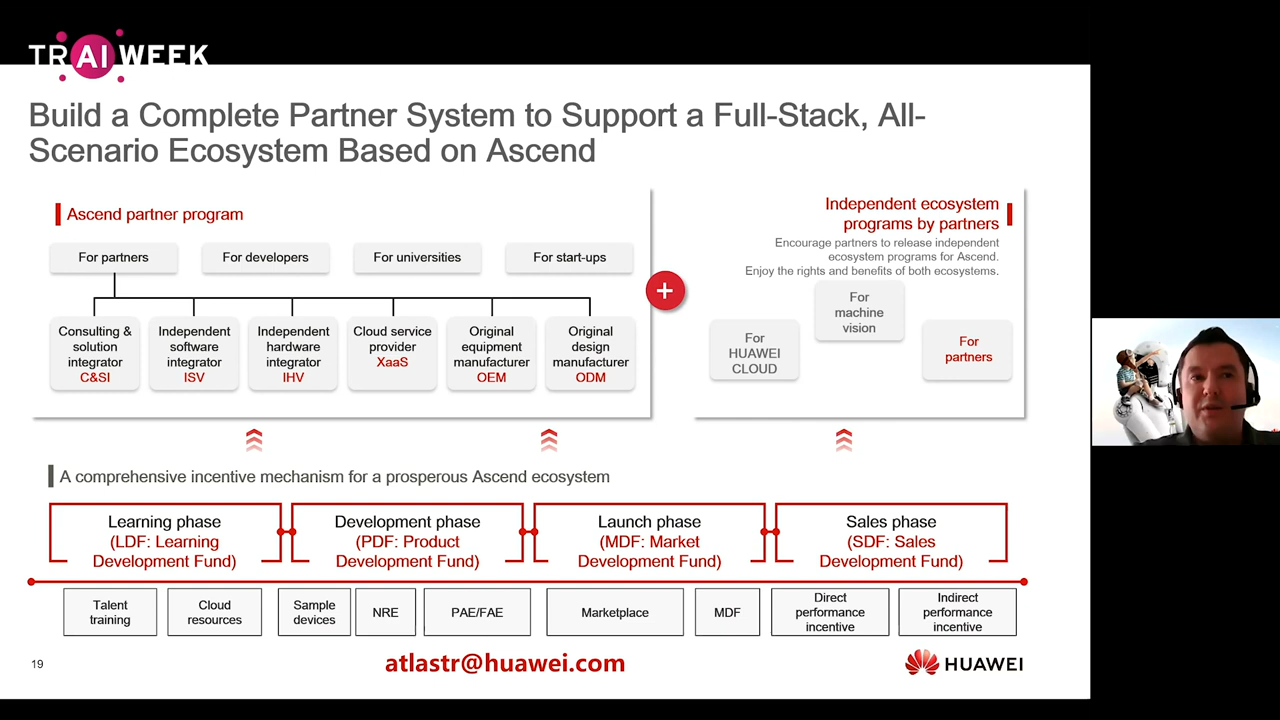 TRAI WEEK
Build a Complete Partner System to Support a Full-Stack, All-
Scenario Ecosystem Based on Ascend
Ascend partner program
For partners
For developers
For universities
For start-ups
Consulting &
solution
integrator
C&SI
Independent
software
integrator
ISV
Independent
hardware
integrator
IHV
Cloud service
provider
XaaS
Original
equipment
manufacturer
OEM
Original
design
manufacturer
ODM
+
Independent ecosystem
programs by partners
Encourage partners to release independent
ecosystem programs for Ascend.
Enjoy the rights and benefits of both ecosystems.
For
HUAWEI
CLOUD
For
machine
vision
For
partners
A comprehensive incentive mechanism for a prosperous Ascend ecosystem
Learning phase
(LDF: Learning
Development Fund)
Development phase
(PDF: Product
Development Fund)
Launch phase
(MDF: Market
Development Fund)
Sales phase
(SDF: Sales
Development Fund)
Talent
training
Cloud
resources
Sample
devices
NRE
PAE/FAE
Marketplace
MDF
Direct
performance
incentive
Indirect
performance
incentive
19
atlastr@huawei.com
HUAWEI